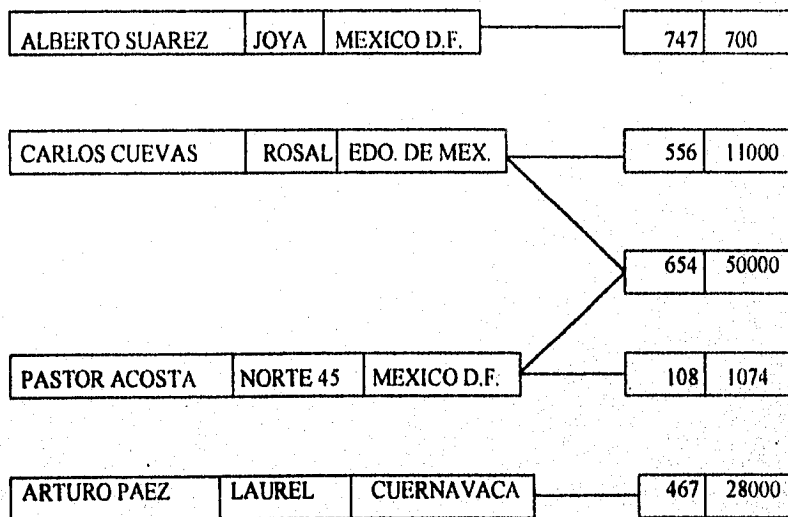 ALBERTO SUAREZ JOYA MEXICO D.F. 747 700
CARLOS CUEVAS ROSAL EDO. DE MEX. 556 11000
654 50000
PASTOR ACOSTA NORTE 45 MEXICO D.F. 108 1074
ARTURO PAEZ LAUREL CUERNAVACA 467 28000